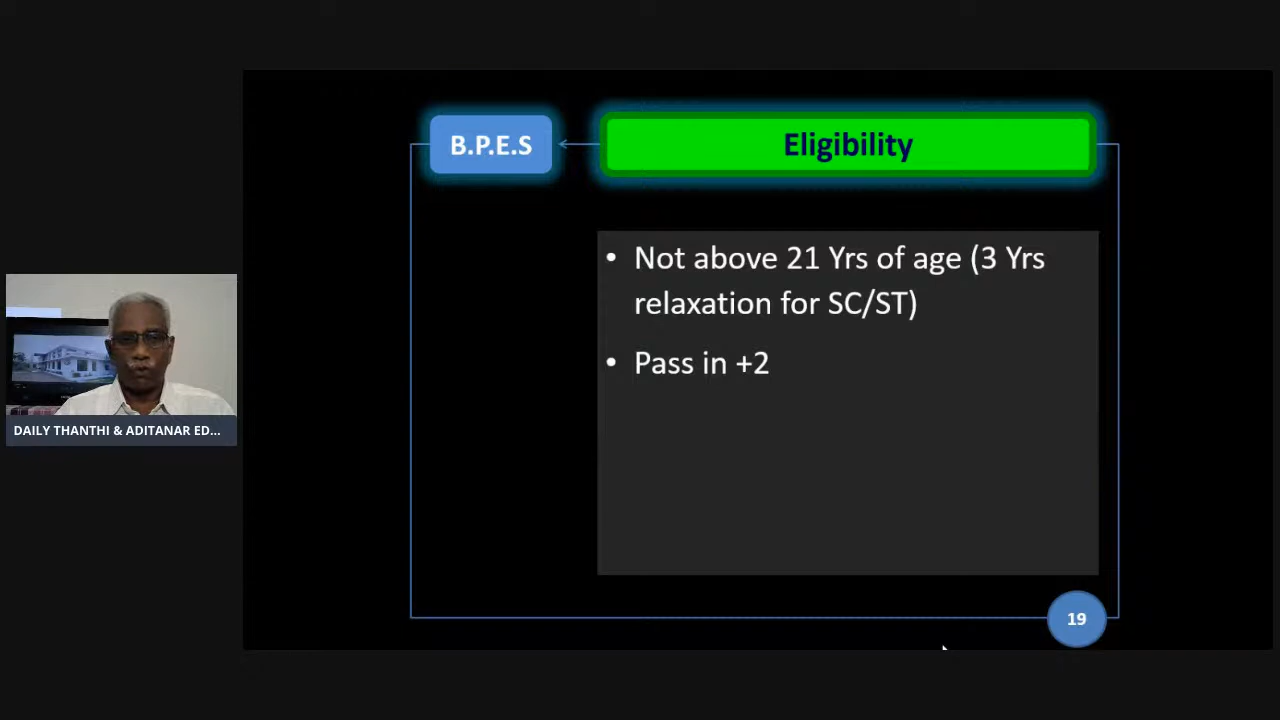 B.P.E.S
Eligibility
• Not above 21 Yrs of age (3 Yrs
relaxation for SC/ST)
• Pass in +2
DAILY THANTHI & ADITANAR ED...
19